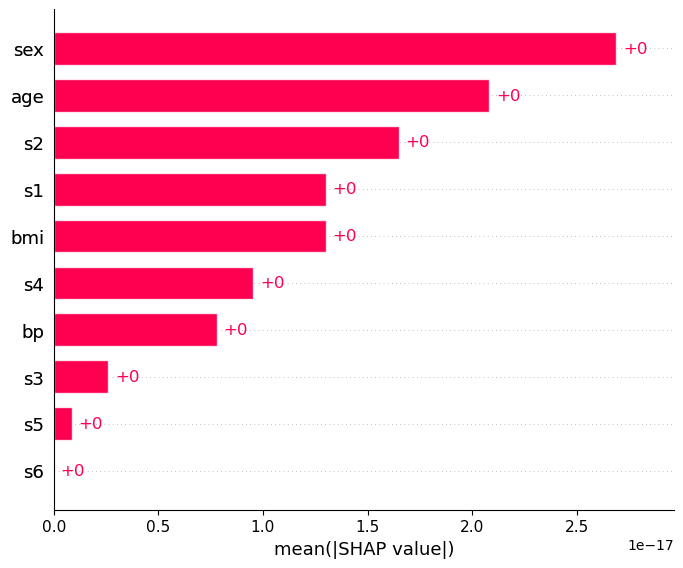 sex +0
age +0
s2 +0
s1 +0
bmi +0
s4 +0
bp +0
s3 +0
s5 +0
s6 +0
0.0 0.5 1.0 1.5 2.0 2.5
1e−17
mean(|SHAP value|)